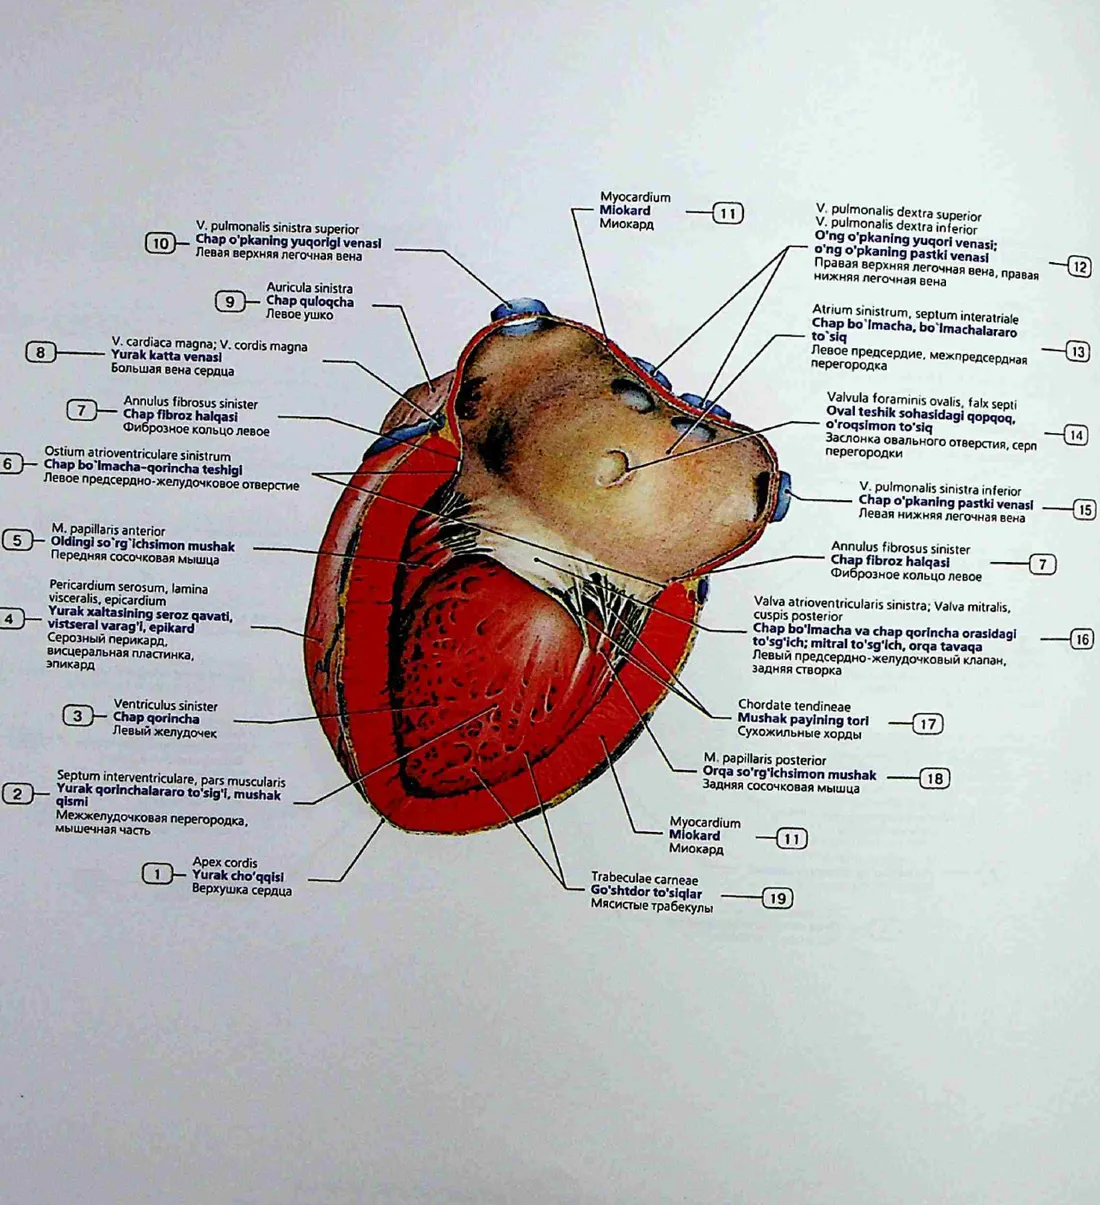 Myocardium
Miokard
Миокард
11
V. pulmonalis sinistra superior
Chap o'pkaning yuqorigi venasi
Левая верхняя легочная вена
10
V. pulmonalis dextra superior
V. pulmonalis dextra inferior
O'ng o'pkaning yuqori venasi;
o'ng o'pkaning pastki venasi
Правая верхняя легочная вена, правая
нижняя легочная вена
12
Auricula sinistra
Chap quloqcha
Левое ушко
9
Atrium sinistrum, septum interatriale
Chap bo`lmacha, bo`lmachalararo
to`siq
Левое предсердие, межпредсердная
перегородка
13
V. cardiaca magna; V. cordis magna
Yurak katta venasi
Большая вена сердца
8
Annulus fibrosus sinister
Chap fibroz halqasi
Фиброзное кольцо левое
7
Valvula foraminis ovalis, falx septi
Oval teshik sohasidagi qopqoq,
o'roqsimon to'siq
Заслонка овального отверстия, серп
перегородки
14
Ostium atrioventriculare sinistrum
Chap bo`lmacha-qorincha teshigi
Левое предсердно-желудочковое отверстие
6
V. pulmonalis sinistra inferior
Chap o'pkaning pastki venasi
Левая нижняя легочная вена
15
M. papillaris anterior
Oldingi so`rg`ichsimon mushak
Передняя сосочковая мышца
5
Annulus fibrosus sinister
Chap fibroz halqasi
Фиброзное кольцо левое
7
Pericardium serosum, lamina
visceralis, epicardium
Yurak xaltasining seroz qavati,
vistseral varag'i, epikard
Серозный перикард,
висцеральная пластинка,
эпикард
4
Valva atrioventricularis sinistra; Valva mitralis,
cuspis posterior
Chap bo'lmacha va chap qorincha orasidagi
to'sg'ich; mitral to'sg'ich, orqa tavaqa
Левый предсердно-желудочковый клапан,
задняя створка
16
Ventriculus sinister
Chap qorincha
Левый желудочек
3
Chordate tendineae
Mushak payining tori
Сухожильные хорды
17
M. papillaris posterior
Orqa so'rg'ichsimon mushak
Задняя сосочковая мышца
18
Septum interventriculare, pars muscularis
Yurak qorinchalararo to'sig'i, mushak
qismi
Межжелудочковая перегородка,
мышечная часть
2
Myocardium
Miokard
Миокард
11
Apex cordis
Yurak cho'qqisi
Верхушка сердца
1
Trabeculae carneae
Go'shtdor to'siqlar
Мясистые трабекулы
19